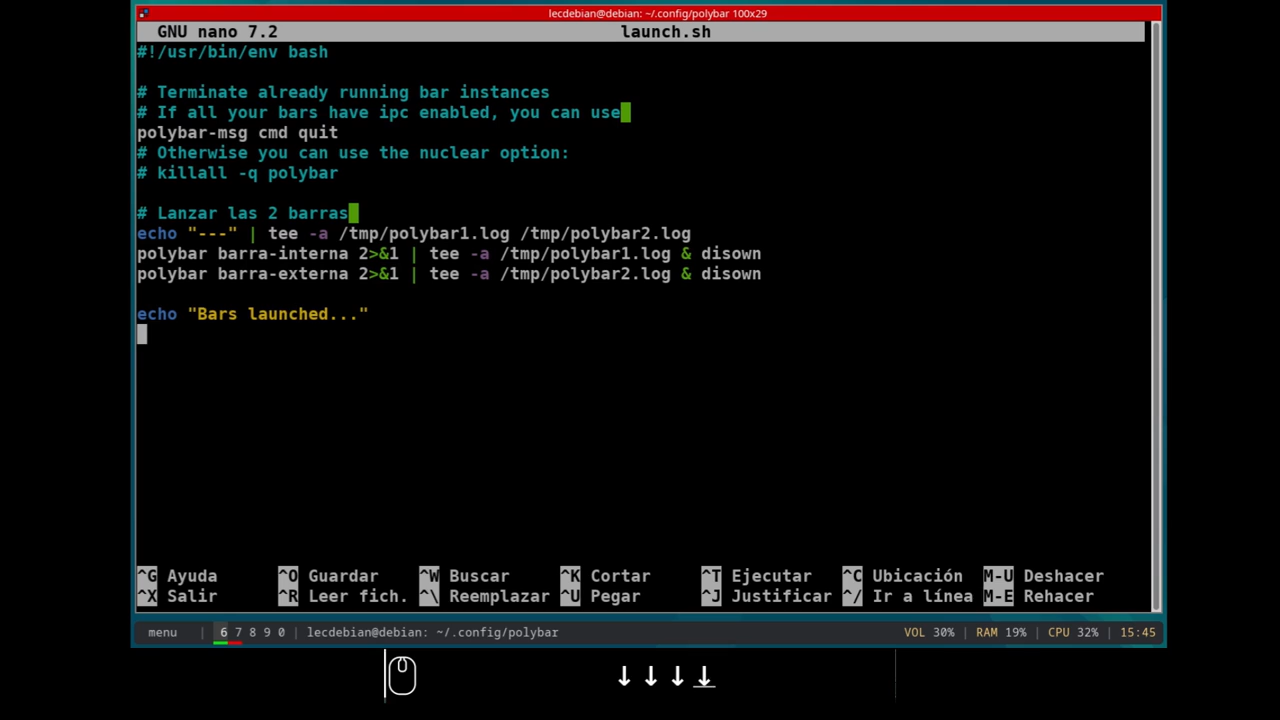 lecdebian@debian: ~/.config/polybar 100x29
GNU nano 7.2 launch.sh
#!/usr/bin/env bash
# Terminate already running bar instances
# If all your bars have ipc enabled, you can use
polybar-msg cmd quit
# Otherwise you can use the nuclear option:
# killall -q polybar
# Lanzar las 2 barras
echo "---" | tee -a /tmp/polybar1.log /tmp/polybar2.log
polybar barra-interna 2>&1 | tee -a /tmp/polybar1.log & disown
polybar barra-externa 2>&1 | tee -a /tmp/polybar2.log & disown
echo "Bars launched..."
^G Ayuda ^O Guardar ^W Buscar ^K Cortar ^T Ejecutar ^C Ubicación M-U Deshacer
^X Salir ^R Leer fich. ^\ Reemplazar ^U Pegar ^J Justificar ^/ Ir a línea M-E Rehacer
menu | 6 7 8 9 0 | lecdebian@debian: ~/.config/polybar VOL 30% | RAM 19% | CPU 32% | 15:45
↓ ↓ ↓ ↓